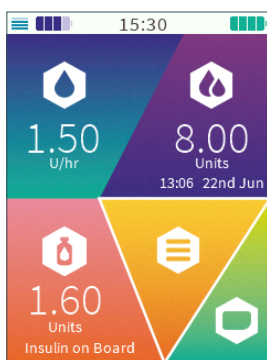 15:30
1.50
U/hr
8.00
Units
13:06 22nd Jun
1.60
Units
Insulin on Board